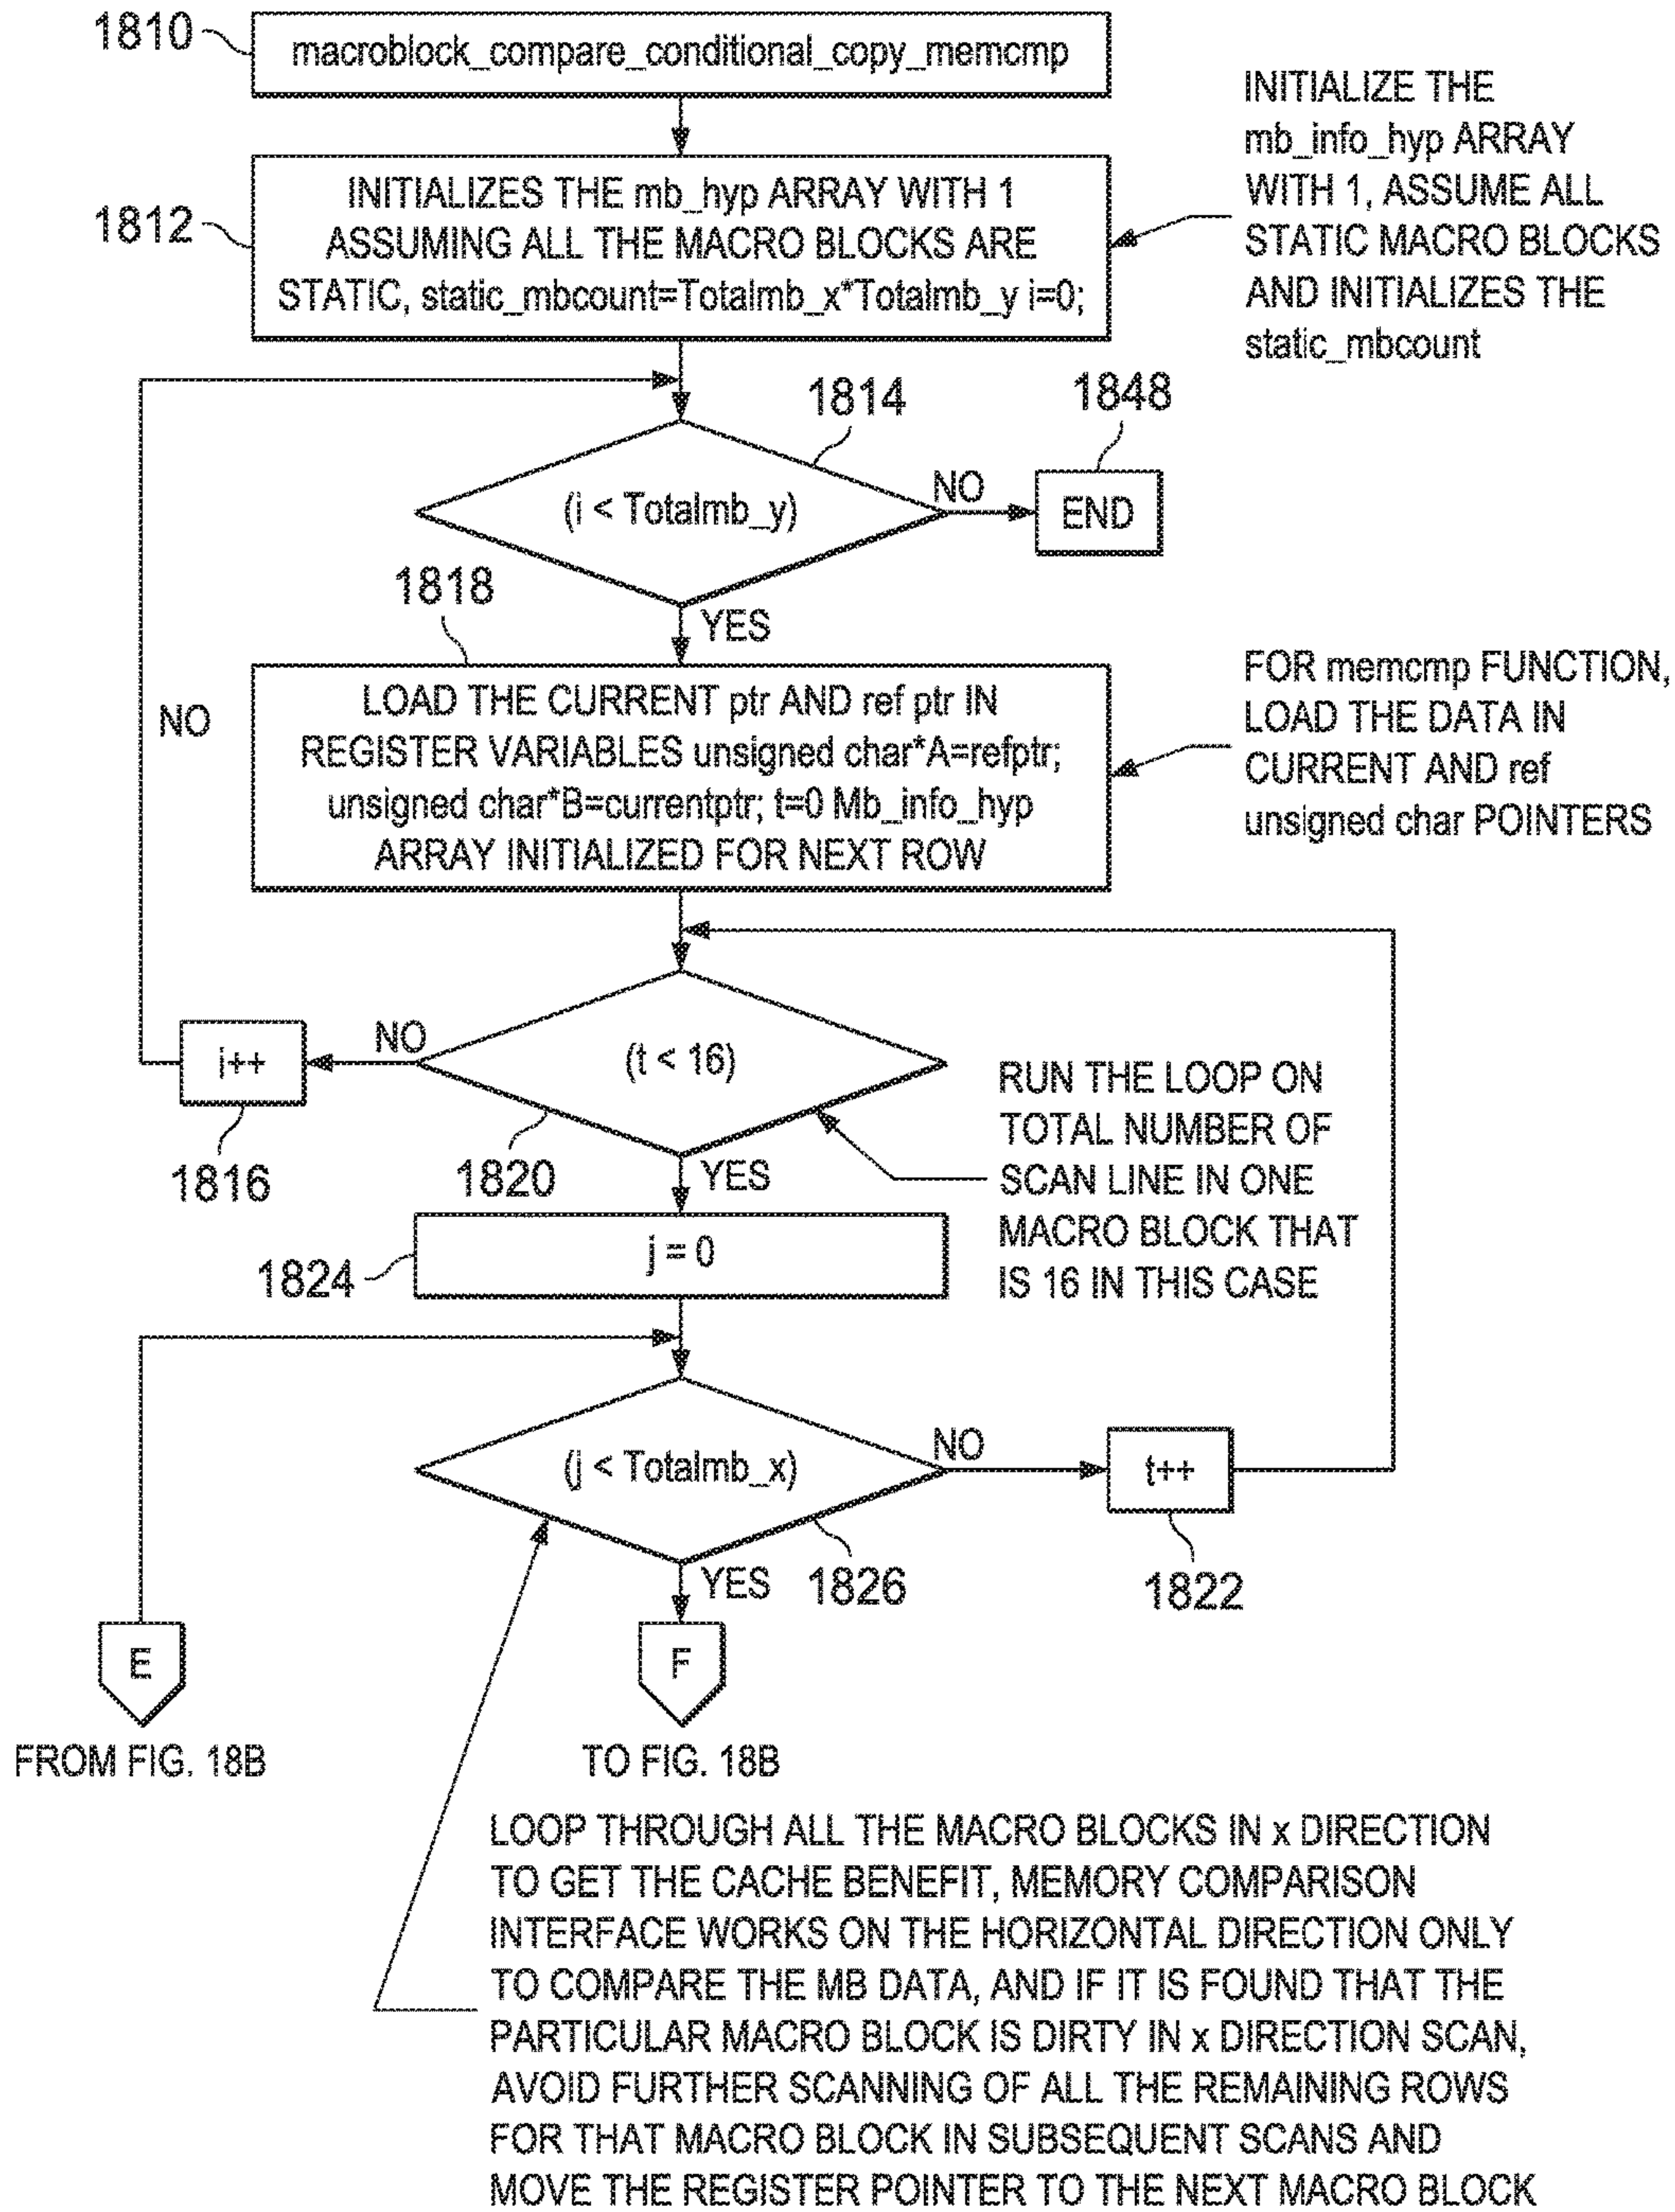 1810
macroblock_compare_conditional_copy_memcmp
INITIALIZE THE
mb_info_hyp ARRAY
WITH 1, ASSUME ALL
STATIC MACRO BLOCKS
AND INITIALIZES THE
static_mbcount
1812
INITIALIZES THE mb_hyp ARRAY WITH 1
ASSUMING ALL THE MACRO BLOCKS ARE
STATIC, static_mbcount=Totalmb_x*Totalmb_y i=0;
1814
1848
(i < Totalmb_y)
NO
END
1818
YES
NO
LOAD THE CURRENT ptr AND ref ptr IN
REGISTER VARIABLES unsigned char*A=refptr;
unsigned char*B=currentptr; t=0 Mb_info_hyp
ARRAY INITIALIZED FOR NEXT ROW
FOR memcmp FUNCTION,
LOAD THE DATA IN
CURRENT AND ref
unsigned char POINTERS
i++
NO
(t < 16)
1816
1820
YES
RUN THE LOOP ON
TOTAL NUMBER OF
SCAN LINE IN ONE
MACRO BLOCK THAT
IS 16 IN THIS CASE
1824
j = 0
(j < Totalmb_x)
NO
t++
YES
1826
1822
E
F
FROM FIG. 18B
TO FIG. 18B
LOOP THROUGH ALL THE MACRO BLOCKS IN x DIRECTION
TO GET THE CACHE BENEFIT, MEMORY COMPARISON
INTERFACE WORKS ON THE HORIZONTAL DIRECTION ONLY
TO COMPARE THE MB DATA, AND IF IT IS FOUND THAT THE
PARTICULAR MACRO BLOCK IS DIRTY IN x DIRECTION SCAN,
AVOID FURTHER SCANNING OF ALL THE REMAINING ROWS
FOR THAT MACRO BLOCK IN SUBSEQUENT SCANS AND
MOVE THE REGISTER POINTER TO THE NEXT MACRO BLOCK